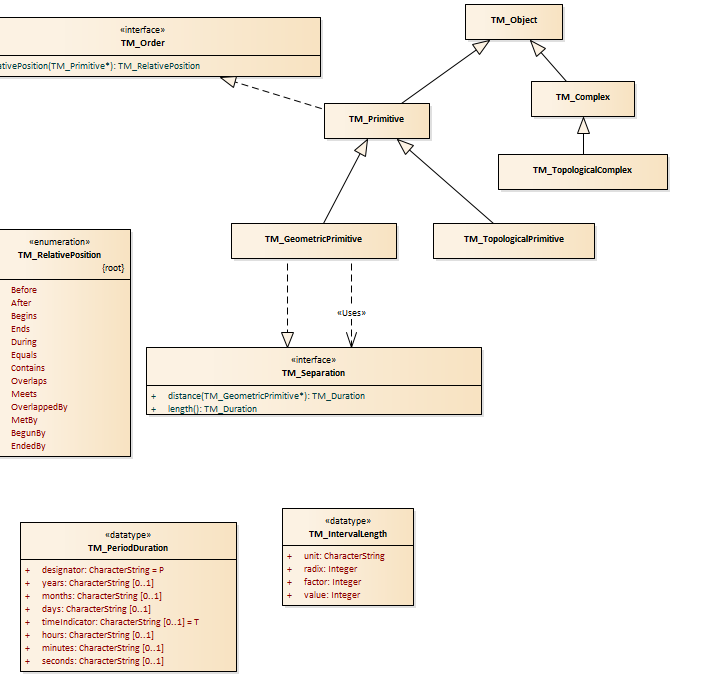 «interface»
TM_Order
ativePosition(TM_Primitive*): TM_RelativePosition
TM_Object
TM_Complex
TM_Primitive
TM_TopologicalComplex
TM_GeometricPrimitive
TM_TopologicalPrimitive
«enumeration»
TM_RelativePosition
{root}
Before
After
Begins
Ends
During
Equals
Contains
Overlaps
Meets
OverlappedBy
MetBy
BegunBy
EndedBy
«Uses»
«interface»
TM_Separation
+ distance(TM_GeometricPrimitive*): TM_Duration
+ length(): TM_Duration
«datatype»
TM_PeriodDuration
+ designator: CharacterString = P
+ years: CharacterString [0..1]
+ months: CharacterString [0..1]
+ days: CharacterString [0..1]
+ timeIndicator: CharacterString [0..1] = T
+ hours: CharacterString [0..1]
+ minutes: CharacterString [0..1]
+ seconds: CharacterString [0..1]
«datatype»
TM_IntervalLength
+ unit: CharacterString
+ radix: Integer
+ factor: Integer
+ value: Integer